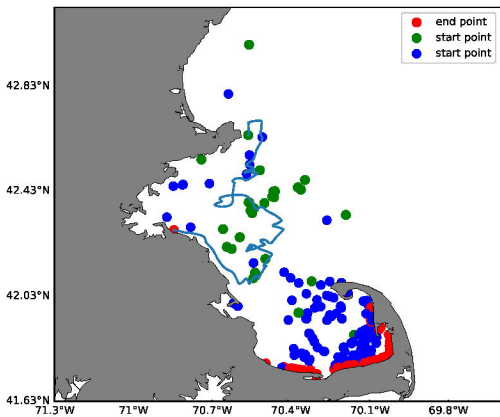 end point
start point
start point
42.83°N
42.43°N
42.03°N
41.63°N
71.3°W 71°W 70.7°W 70.4°W 70.1°W 69.8°W